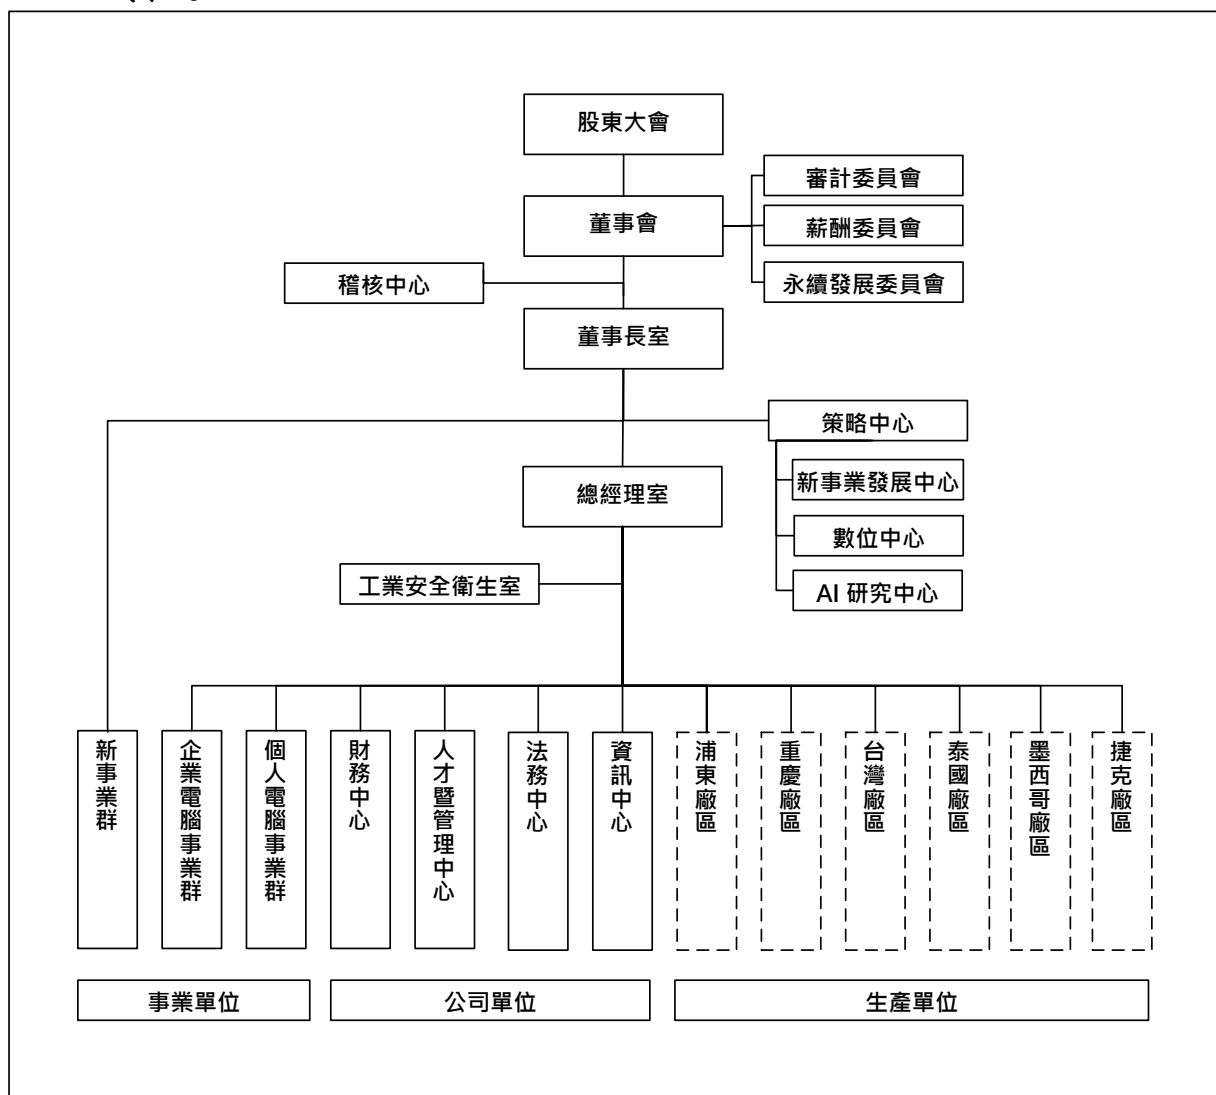 股東大會
審計委員會
董事會
薪酬委員會
稽核中心
永續發展委員會
董事長室
策略中心
總經理室
新事業發展中心
數位中心
工業安全衛生室
AI 研究中心
新事業群
企業電腦事業群
個人電腦事業群
財務中心
人才暨管理中心
法務中心
資訊中心
浦東廠區
重慶廠區
台灣廠區
泰國廠區
墨西哥廠區
捷克廠區
事業單位
公司單位
生產單位